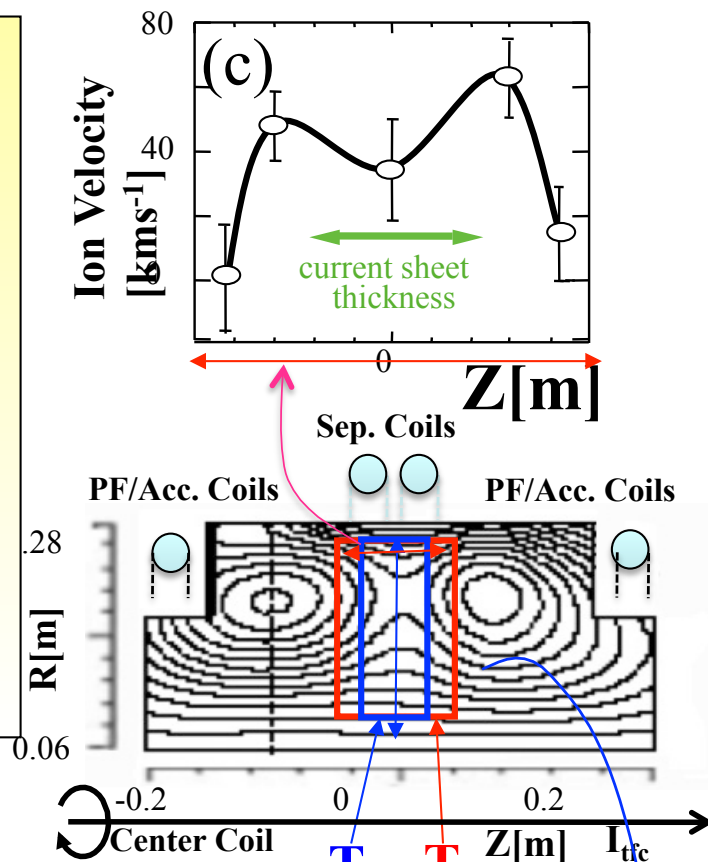 80
(c)
Ion Velocity
[kms-1]
40
current sheet
thickness
0
Z[m]
Sep. Coils
PF/Acc. Coils
PF/Acc. Coils
.28
R[m]
0.06
-0.2
0
0.2
Center Coil
T
T
Z[m]
Itfc